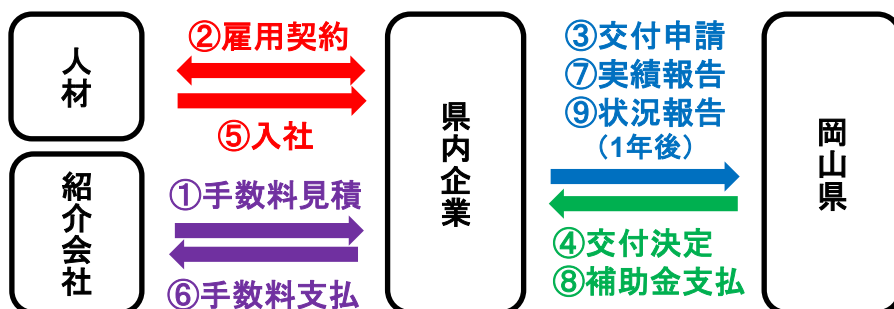 人材
②雇用契約
⑤入社
紹介会社
①手数料見積
⑥手数料支払
県内企業
③交付申請
⑦実績報告
⑨状況報告
(1年後)
④交付決定
⑧補助金支払
岡山県